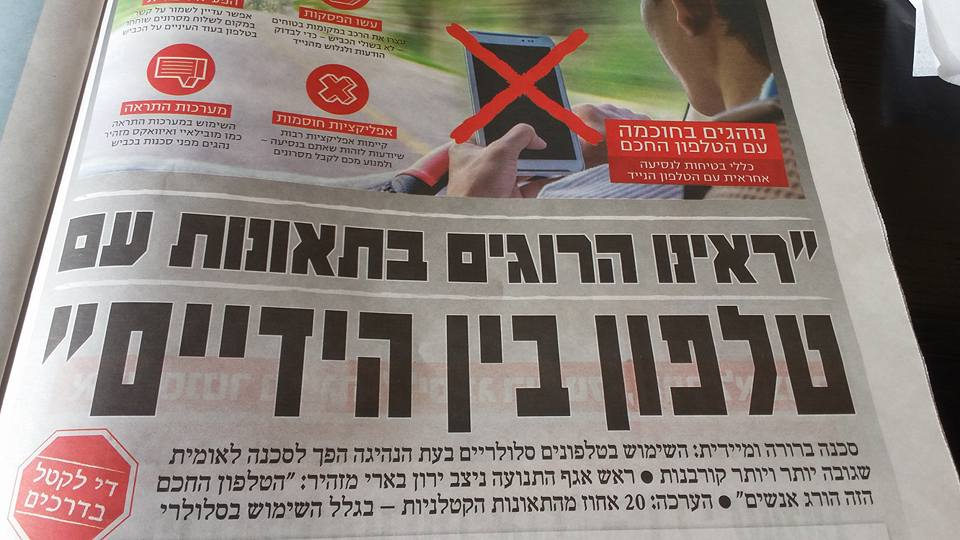 עשו הפסקות
עצרו את הרכב במקומות בטוחים
– לא בשולי הכביש – כדי לבדוק
הודעות ולגלוש מהנייד
אפשר עדיין לשמור על קשר
במקום לשלוח מסרונים שוחחו
בטלפון בעוד העיניים על הכביש
אפליקציות חוסמות
קיימות אפליקציות רבות
שיודעות לזהות שאתם בנסיעה –
ולמנוע מכם לקבל מסרונים
מערכות התראה
השימוש במערכות התראה
כמו מובילאיי ואיוואקס מזהיר
נהגים מפני סכנות בכביש
נוהגים בחוכמה
עם הטלפון החכם
כללי בטיחות לנסיעה
אחראית עם הטלפון הנייד
"ראינו הרוגים בתאונות עם
טלפון בין הידיים"
סכנה ברורה ומיידית: השימוש בטלפונים סלולריים בעת הנהיגה הפך לסכנה לאומית
שגובה יותר ויותר קורבנות ● ראש אגף התנועה ניצב ירון בארי מזהיר: "הטלפון החכם
הזה הורג אנשים" ● הערכה: 20 אחוז מהתאונות הקטלניות – בגלל השימוש בסלולרי
די לקטל
בדרכים